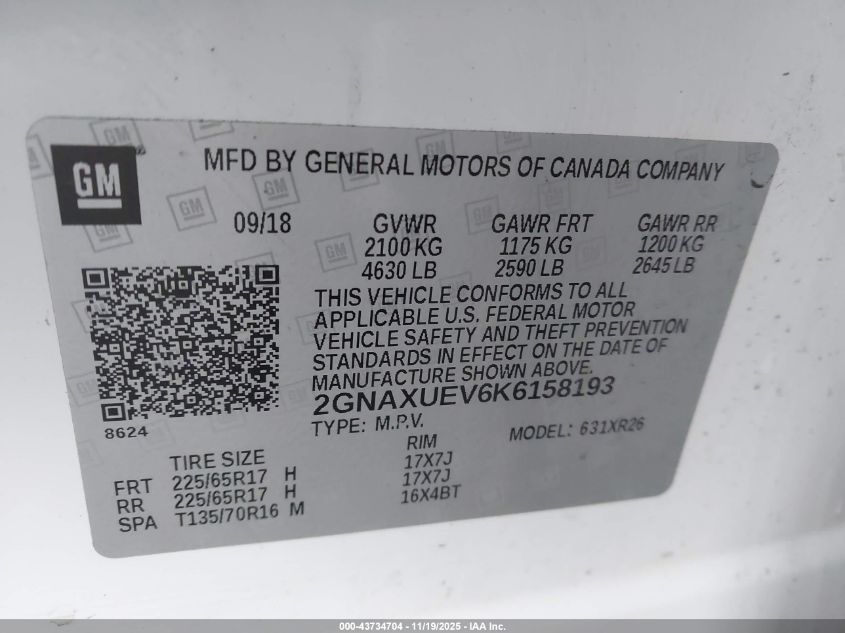 GM
MFD BY GENERAL MOTORS OF CANADA COMPANY
09/18 GVWR GAWR FRT GAWR RR
2100 KG 1175 KG 1200 KG
4630 LB 2590 LB 2645 LB
THIS VEHICLE CONFORMS TO ALL
APPLICABLE U.S. FEDERAL MOTOR
VEHICLE SAFETY AND THEFT PREVENTION
STANDARDS IN EFFECT ON THE DATE OF
MANUFACTURE SHOWN ABOVE.
2GNAXUEV6K6158193
8624
TYPE: M.P.V. MODEL: 631XR26
TIRE SIZE RIM
FRT 225/65R17 H 17X7J
RR 225/65R17 H 17X7J
SPA T135/70R16 M 16X4BT
000-43734704 - 11/19/2025 - IAA Inc.